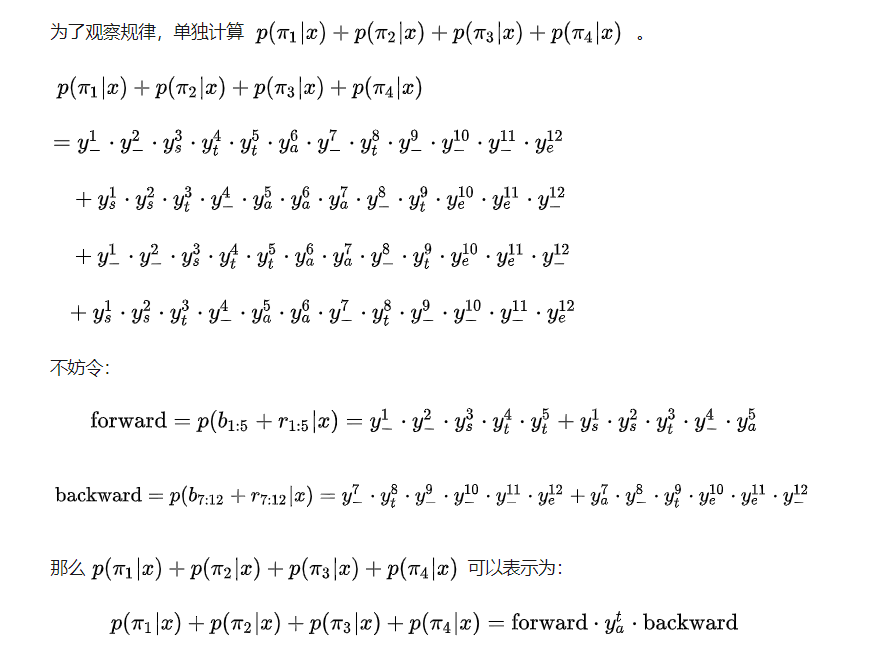 为了观察规律，单独计算 $p(\pi_1|x) + p(\pi_2|x) + p(\pi_3|x) + p(\pi_4|x)$ 。
$p(\pi_1|x) + p(\pi_2|x) + p(\pi_3|x) + p(\pi_4|x)$
$= y_-^1 \cdot y_-^2 \cdot y_s^3 \cdot y_t^4 \cdot y_t^5 \cdot y_a^6 \cdot y_-^7 \cdot y_t^8 \cdot y_-^9 \cdot y_-^{10} \cdot y_-^{11} \cdot y_e^{12}$
$+ y_s^1 \cdot y_s^2 \cdot y_t^3 \cdot y_-^4 \cdot y_a^5 \cdot y_a^6 \cdot y_a^7 \cdot y_-^8 \cdot y_t^9 \cdot y_e^{10} \cdot y_e^{11} \cdot y_-^{12}$
$+ y_-^1 \cdot y_-^2 \cdot y_s^3 \cdot y_t^4 \cdot y_t^5 \cdot y_a^6 \cdot y_a^7 \cdot y_-^8 \cdot y_t^9 \cdot y_e^{10} \cdot y_e^{11} \cdot y_-^{12}$
$+ y_s^1 \cdot y_s^2 \cdot y_t^3 \cdot y_-^4 \cdot y_a^5 \cdot y_a^6 \cdot y_-^7 \cdot y_t^8 \cdot y_-^9 \cdot y_-^{10} \cdot y_-^{11} \cdot y_e^{12}$
不妨令：
$\text{forward} = p(b_{1:5} + r_{1:5}|x) = y_-^1 \cdot y_-^2 \cdot y_s^3 \cdot y_t^4 \cdot y_t^5 + y_s^1 \cdot y_s^2 \cdot y_t^3 \cdot y_-^4 \cdot y_a^5$
$\text{backward} = p(b_{7:12} + r_{7:12}|x) = y_-^7 \cdot y_t^8 \cdot y_-^9 \cdot y_-^{10} \cdot y_-^{11} \cdot y_e^{12} + y_a^7 \cdot y_-^8 \cdot y_t^9 \cdot y_e^{10} \cdot y_e^{11} \cdot y_-^{12}$
那么 $p(\pi_1|x) + p(\pi_2|x) + p(\pi_3|x) + p(\pi_4|x)$ 可以表示为：
$p(\pi_1|x) + p(\pi_2|x) + p(\pi_3|x) + p(\pi_4|x) = \text{forward} \cdot y_a^t \cdot \text{backward}$